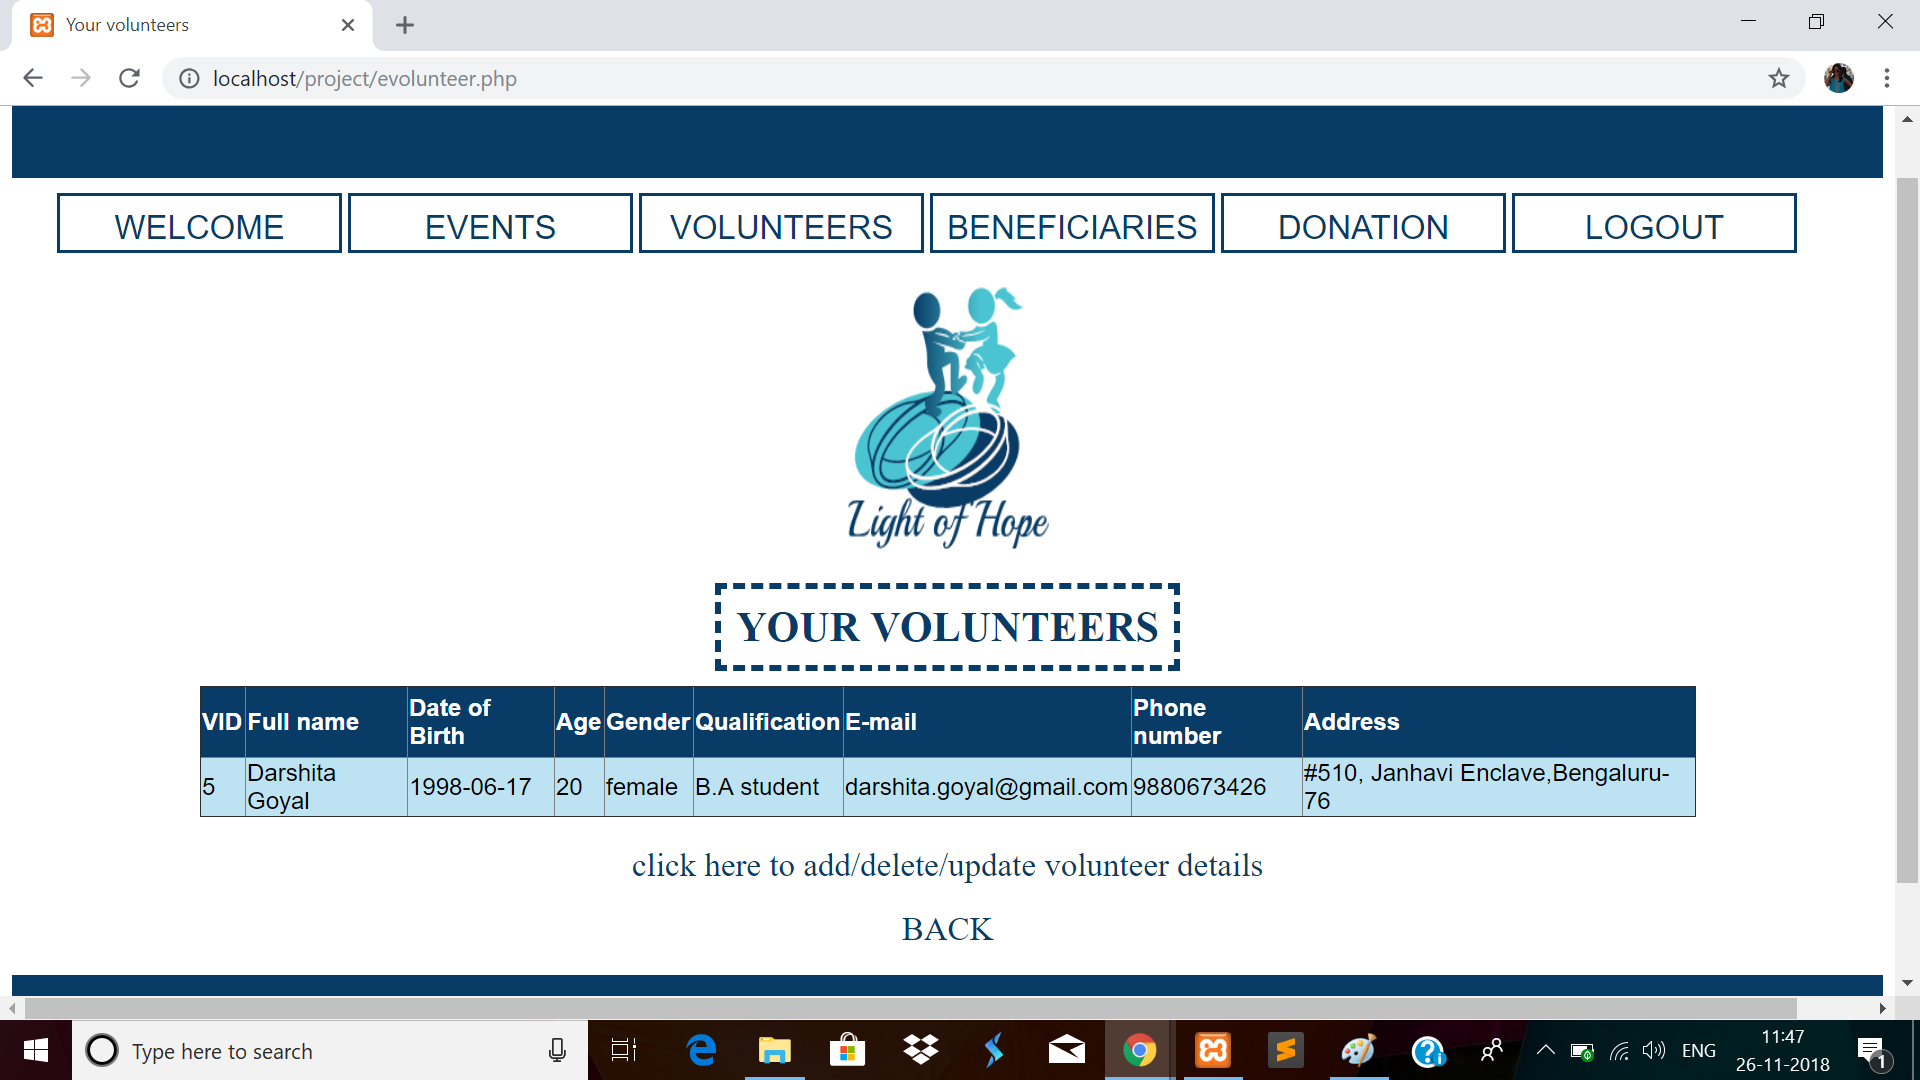 Your volunteers
localhost/project/evolunteer.php
WELCOME EVENTS VOLUNTEERS BENEFICIARIES DONATION LOGOUT
Light of Hope
YOUR VOLUNTEERS
VID Full name Date of Birth Age Gender Qualification E-mail Phone number Address
5 Darshita Goyal 1998-06-17 20 female B.A student darshita.goyal@gmail.com 9880673426 #510, Janhavi Enclave,Bengaluru-76
click here to add/delete/update volunteer details
BACK
Type here to search
ENG
11:47
26-11-2018
1